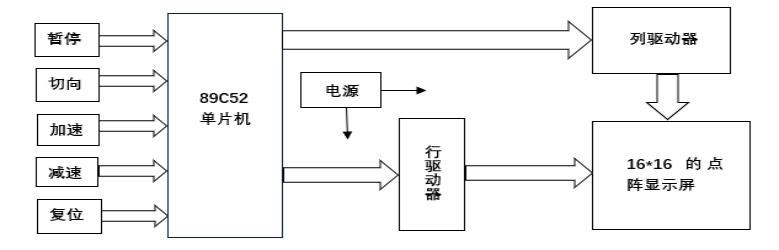 暂停
切向
加速
减速
复位
89C52
单片机
电源
行驱动器
列驱动器
16*16 的 点
阵显示屏